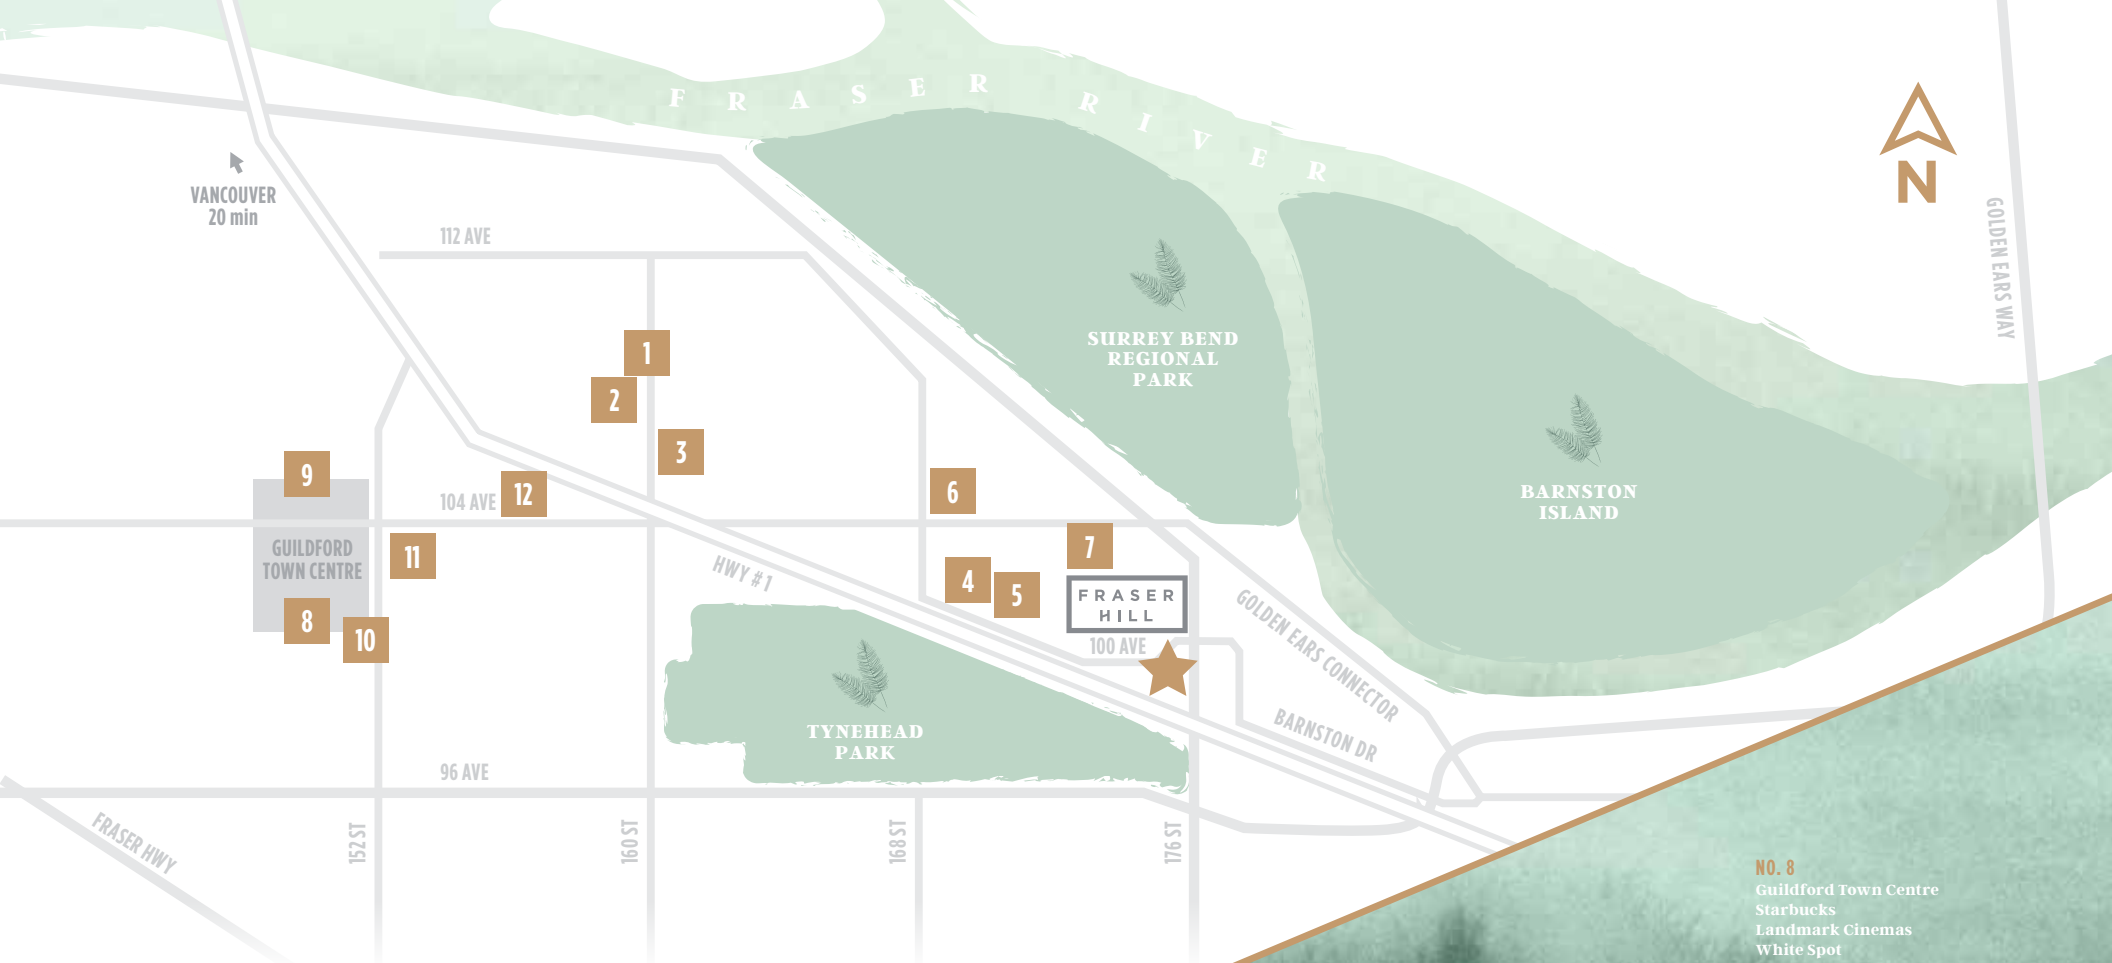 FRASER RIVER
N
VANCOUVER
20 min
GOLDEN EARS WAY
112 AVE
1
SURREY BEND
REGIONAL
PARK
2
3
9
12
104 AVE
6
BARNSTON
ISLAND
GUILDFORD
TOWN CENTRE
11
7
HWY #1
4
5
FRASER
HILL
8
10
100 AVE
GOLDEN EARS CONNECTOR
TYNEHEAD
PARK
BARNSTON DR
96 AVE
FRASER HWY
152 ST
160 ST
168 ST
176 ST
NO. 8
Guildford Town Centre
Starbucks
Landmark Cinemas
White Spot